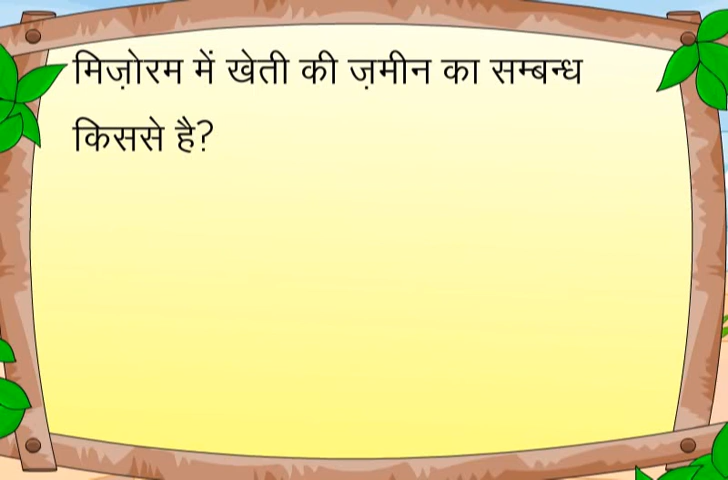 मिज़ोरम में खेती की ज़मीन का सम्बन्ध
किससे है?